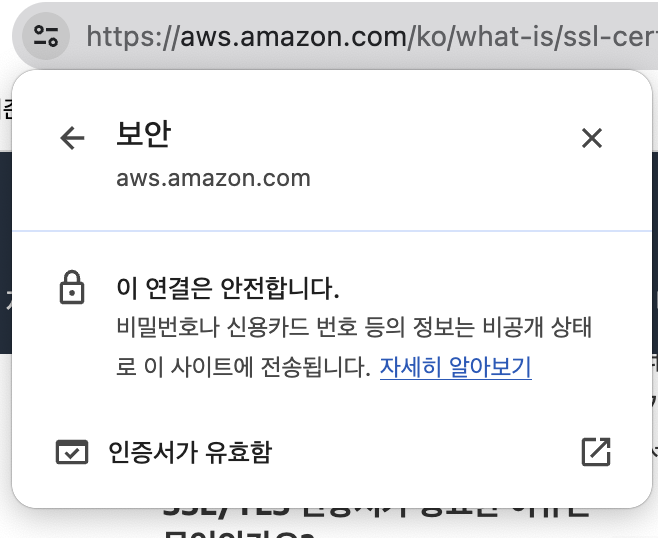 https://aws.amazon.com/ko/what-is/ssl-cer
보안
aws.amazon.com
이 연결은 안전합니다.
비밀번호나 신용카드 번호 등의 정보는 비공개 상태
로 이 사이트에 전송됩니다. 자세히 알아보기
인증서가 유효함